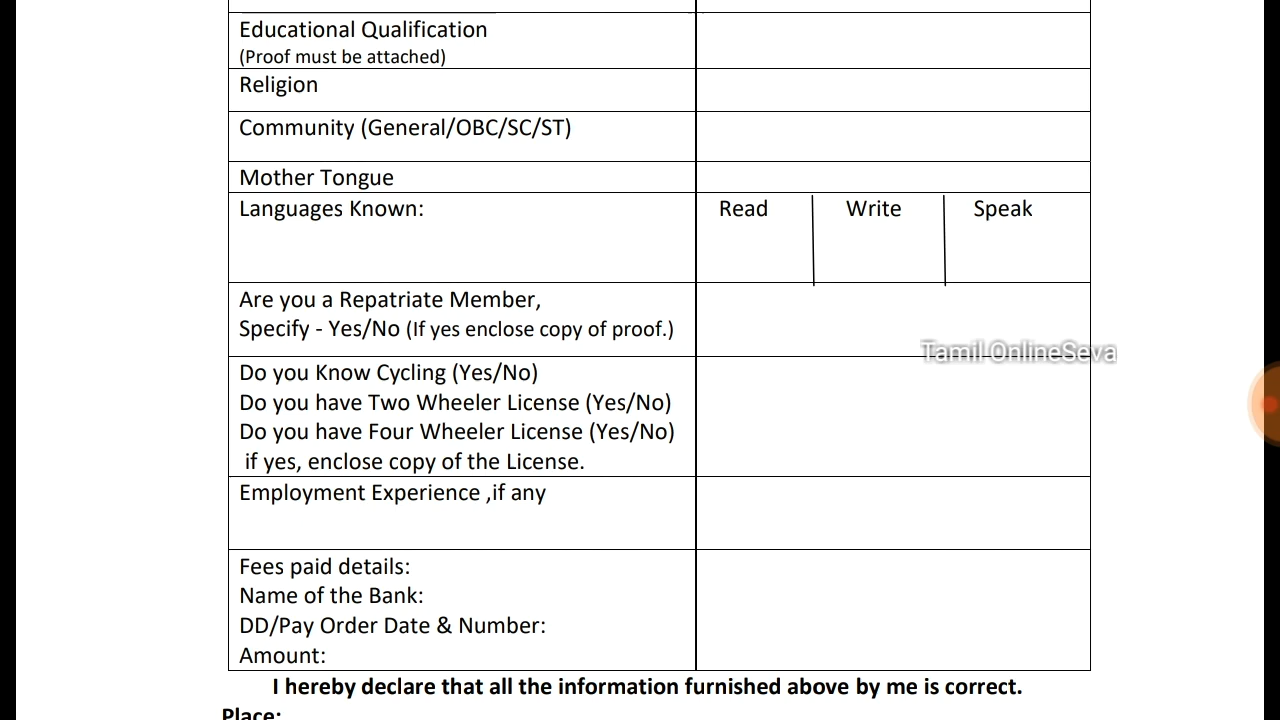 Educational Qualification
(Proof must be attached)
Religion
Community (General/OBC/SC/ST)
Mother Tongue
Languages Known:
Read Write Speak
Are you a Repatriate Member,
Specify - Yes/No (If yes enclose copy of proof.)
Tamil OnlineSeva
Do you Know Cycling (Yes/No)
Do you have Two Wheeler License (Yes/No)
Do you have Four Wheeler License (Yes/No)
if yes, enclose copy of the License.
Employment Experience ,if any
Fees paid details:
Name of the Bank:
DD/Pay Order Date & Number:
Amount:
I hereby declare that all the information furnished above by me is correct.
Place: